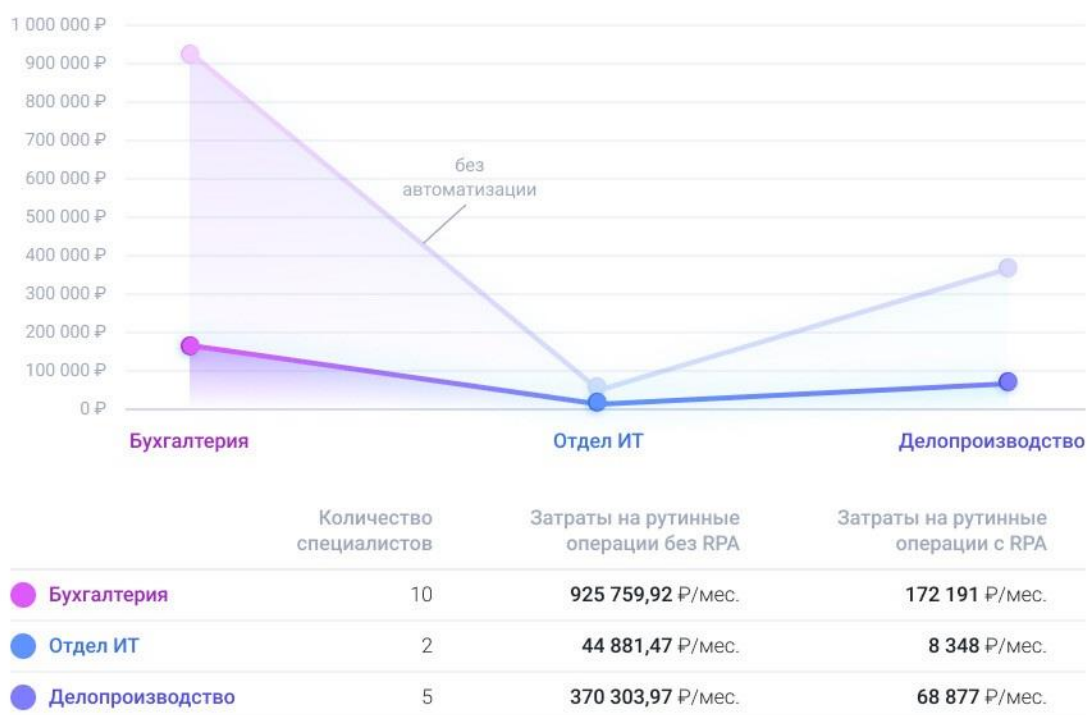 1 000 000 ₽
900 000 ₽
800 000 ₽
700 000 ₽
600 000 ₽
500 000 ₽
400 000 ₽
300 000 ₽
200 000 ₽
100 000 ₽
0 ₽
без
автоматизации
Бухгалтерия Отдел ИТ Делопроизводство
Количество специалистов Затраты на рутинные операции без RPA Затраты на рутинные операции с RPA
Бухгалтерия 10 925 759,92 ₽/мес. 172 191 ₽/мес.
Отдел ИТ 2 44 881,47 ₽/мес. 8 348 ₽/мес.
Делопроизводство 5 370 303,97 ₽/мес. 68 877 ₽/мес.